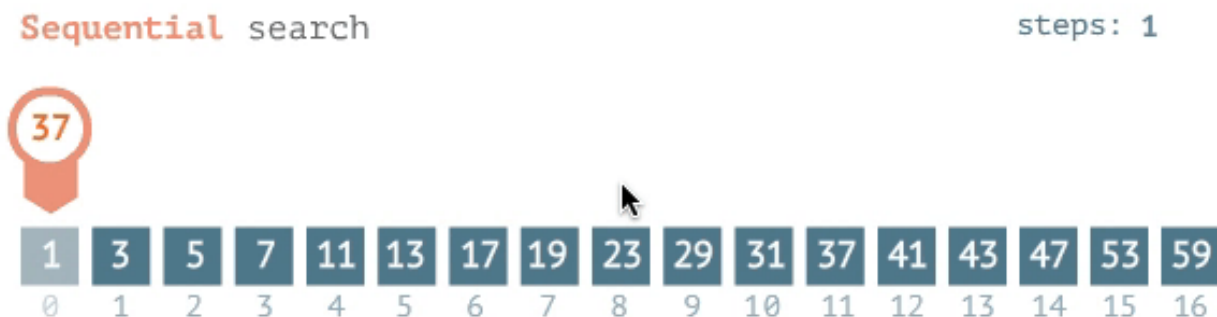 Sequential search
steps: 1
37
1 3 5 7 11 13 17 19 23 29 31 37 41 43 47 53 59
0 1 2 3 4 5 6 7 8 9 10 11 12 13 14 15 16